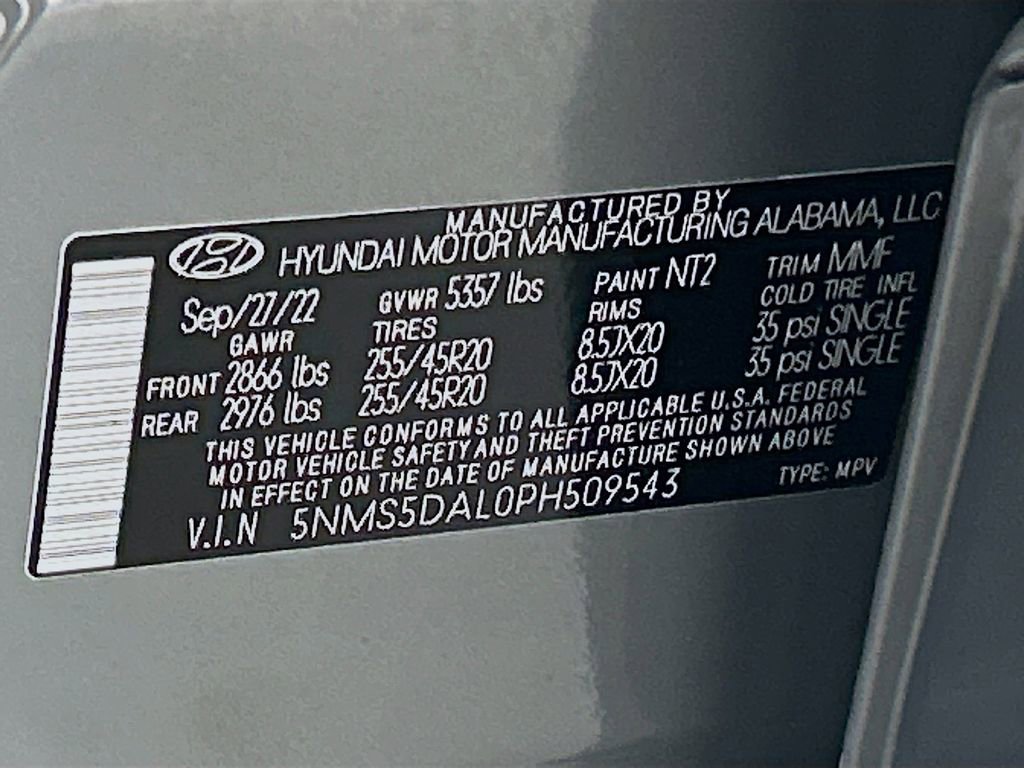 MANUFACTURED BY
HYUNDAI MOTOR MANUFACTURING ALABAMA, LLC
Sep/27/22 GVWR 5357 lbs PAINT NT2 TRIM MMF
GAWR TIRES RIMS COLD TIRE INFL
FRONT 2866 lbs 255/45R20 8.5JX20 35 psi SINGLE
REAR 2976 lbs 255/45R20 8.5JX20 35 psi SINGLE
THIS VEHICLE CONFORMS TO ALL APPLICABLE U.S.A. FEDERAL
MOTOR VEHICLE SAFETY AND THEFT PREVENTION STANDARDS
IN EFFECT ON THE DATE OF MANUFACTURE SHOWN ABOVE
V.I.N 5NMS5DAL0PH509543 TYPE: MPV